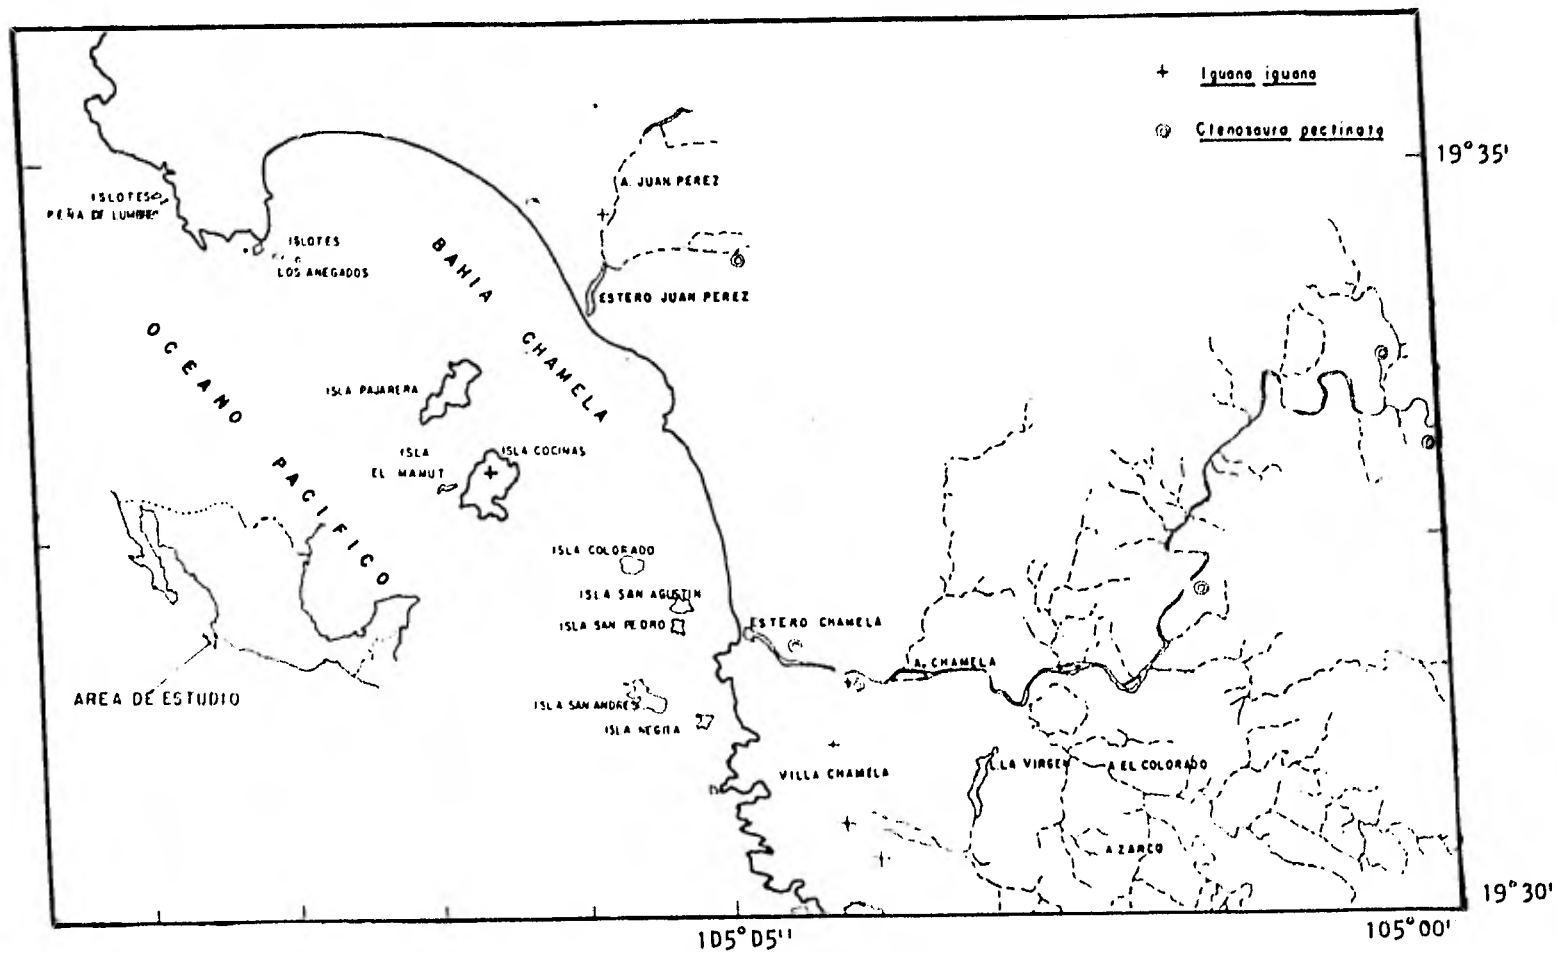 Iguana iguana
Ctenosaura pectinata
19°35'
A. JUAN PEREZ
ISLOTES
PEÑA DE LUMBRE
ISLOTES
LOS ANEGADOS
BAHIA CHAMELA
ESTERO JUAN PEREZ
OCEANO PACIFICO
ISLA PAJARERA
ISLA
EL MAMUT
ISLA COCINAS
ISLA COLORADO
ISLA SAN AGUSTIN
ISLA SAN PEDRO
ESTERO CHAMELA
A. CHAMELA
AREA DE ESTUDIO
ISLA SAN ANDRES
ISLA NEGITA
VILLA CHAMELA
L. LA VIRGEN
A EL COLORADO
A ZARCO
19°30'
105°05''
105°00'